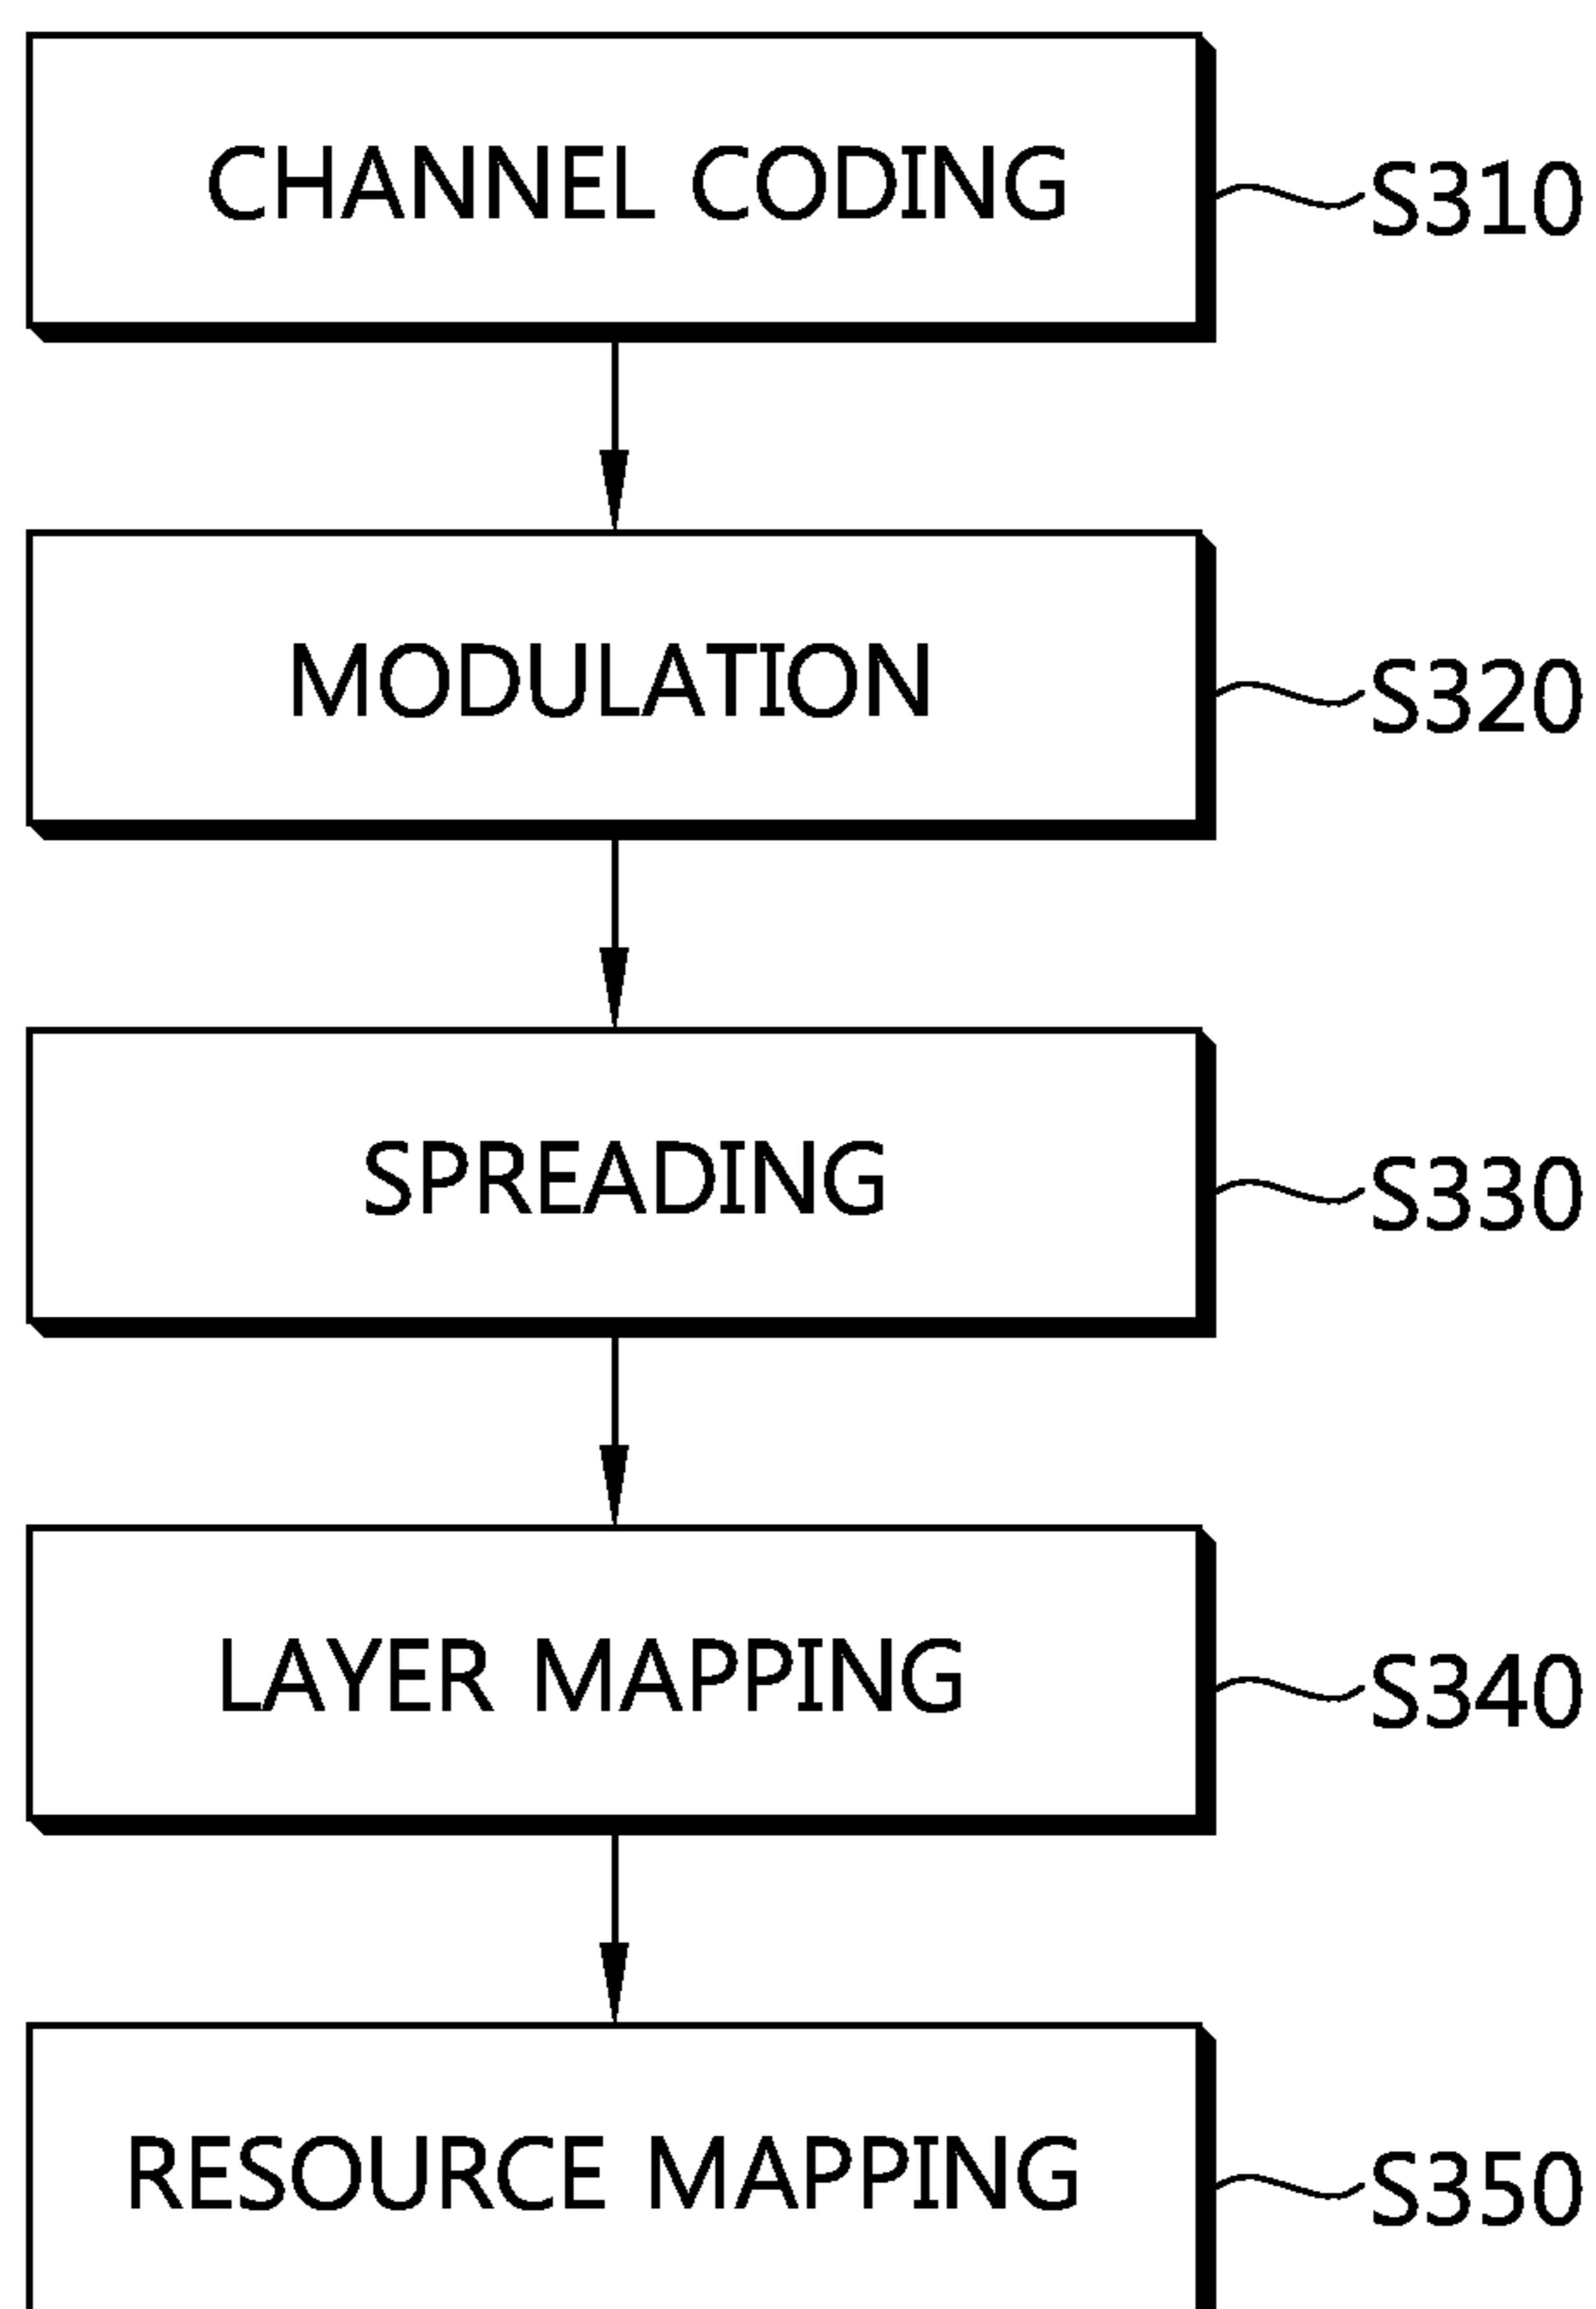 CHANNEL CODING S310
MODULATION S320
SPREADING S330
LAYER MAPPING S340
RESOURCE MAPPING S350